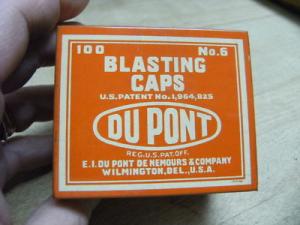 100 No.6
BLASTING
CAPS
U.S. PATENT No. 1,964,825
DU PONT
REG. U.S. PAT. OFF.
E. I. DU PONT DE NEMOURS & COMPANY
WILMINGTON, DEL., U.S.A.